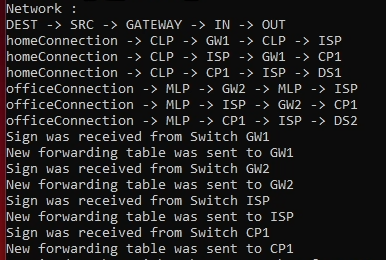 Network :
DEST -> SRC -> GATEWAY -> IN -> OUT
homeConnection -> CLP -> GW1 -> CLP -> ISP
homeConnection -> CLP -> ISP -> GW1 -> CP1
homeConnection -> CLP -> CP1 -> ISP -> DS1
officeConnection -> MLP -> GW2 -> MLP -> ISP
officeConnection -> MLP -> ISP -> GW2 -> CP1
officeConnection -> MLP -> CP1 -> ISP -> DS2
Sign was received from Switch GW1
New forwarding table was sent to GW1
Sign was received from Switch GW2
New forwarding table was sent to GW2
Sign was received from Switch ISP
New forwarding table was sent to ISP
Sign was received from Switch CP1
New forwarding table was sent to CP1